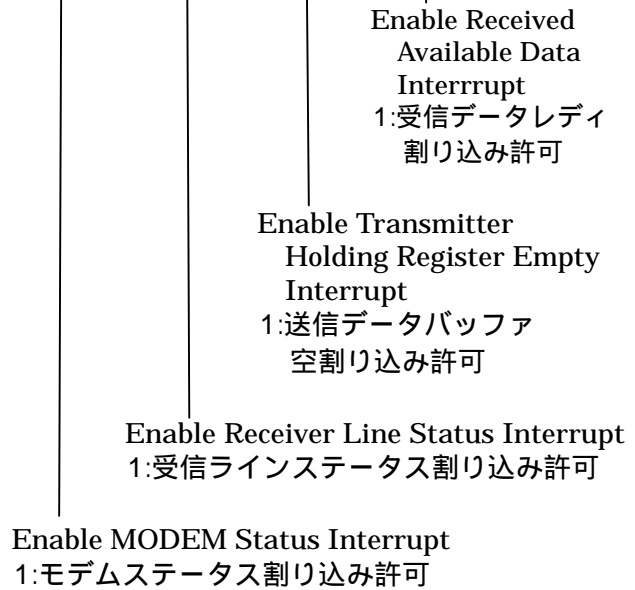 Enable Received
Available Data
Interrrupt
1:受信データレディ
割り込み許可
Enable Transmitter
Holding Register Empty
Interrupt
1:送信データバッファ
空割り込み許可
Enable Receiver Line Status Interrupt
1:受信ラインステータス割り込み許可
Enable MODEM Status Interrupt
1:モデムステータス割り込み許可